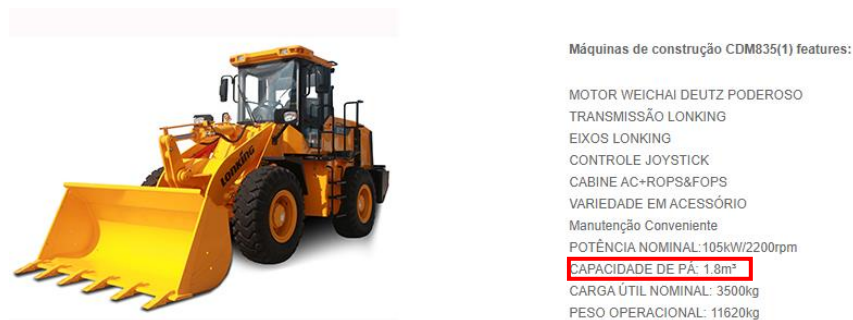 LONKING
Máquinas de construção CDM835(1) features:
MOTOR WEICHAI DEUTZ PODEROSO
TRANSMISSÃO LONKING
EIXOS LONKING
CONTROLE JOYSTICK
CABINE AC+ROPS&FOPS
VARIEDADE EM ACESSÓRIO
Manutenção Conveniente
POTÊNCIA NOMINAL:105kW/2200rpm
CAPACIDADE DE PÁ: 1.8m³
CARGA ÚTIL NOMINAL: 3500kg
PESO OPERACIONAL: 11620kg